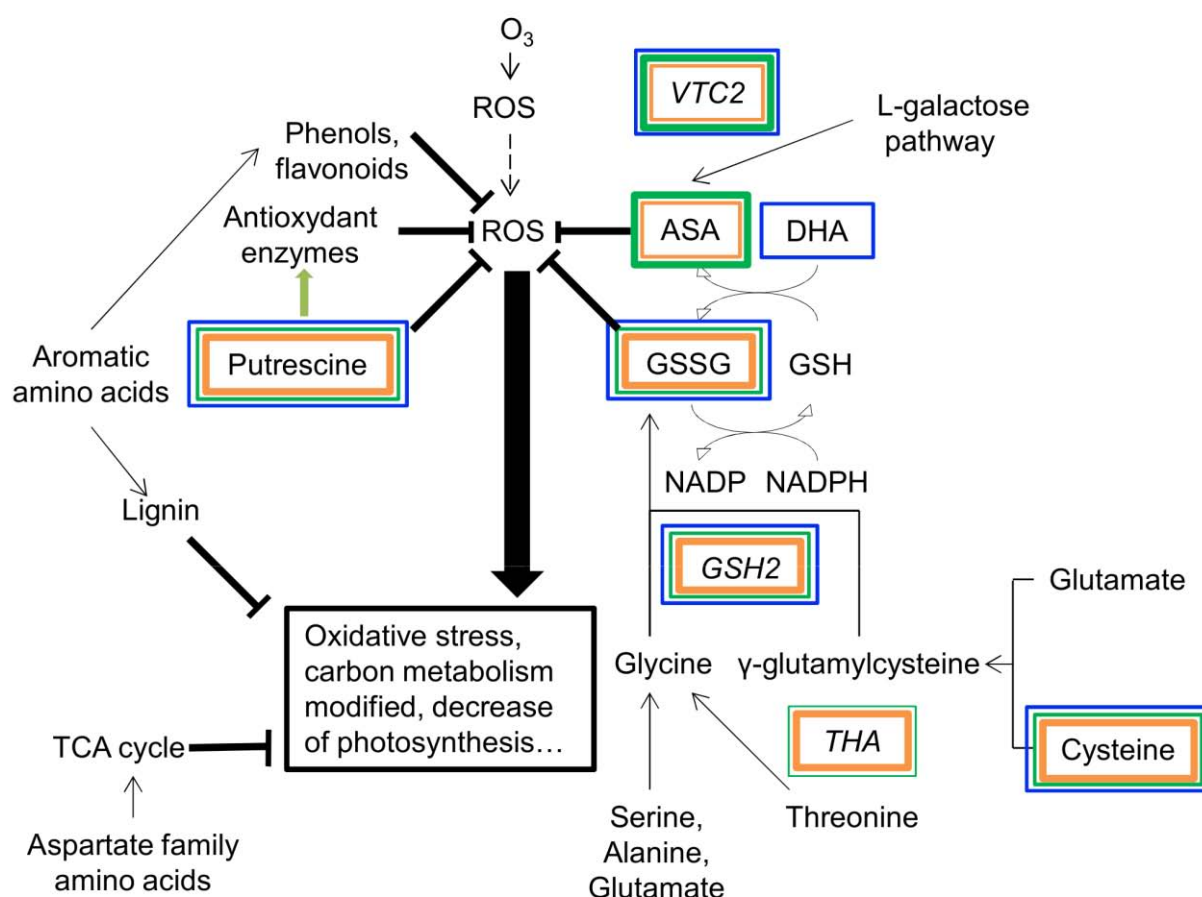 O3
ROS
VTC2
L-galactose
pathway
Phenols,
flavonoids
Antioxydant
enzymes
ROS
ASA
DHA
Aromatic
amino acids
Putrescine
GSSG
GSH
NADP
NADPH
Lignin
GSH2
Glutamate
Oxidative stress,
carbon metabolism
modified, decrease
of photosynthesis…
Glycine
γ-glutamylcysteine
TCA cycle
THA
Cysteine
Serine,
Alanine,
Glutamate
Threonine
Aspartate family
amino acids